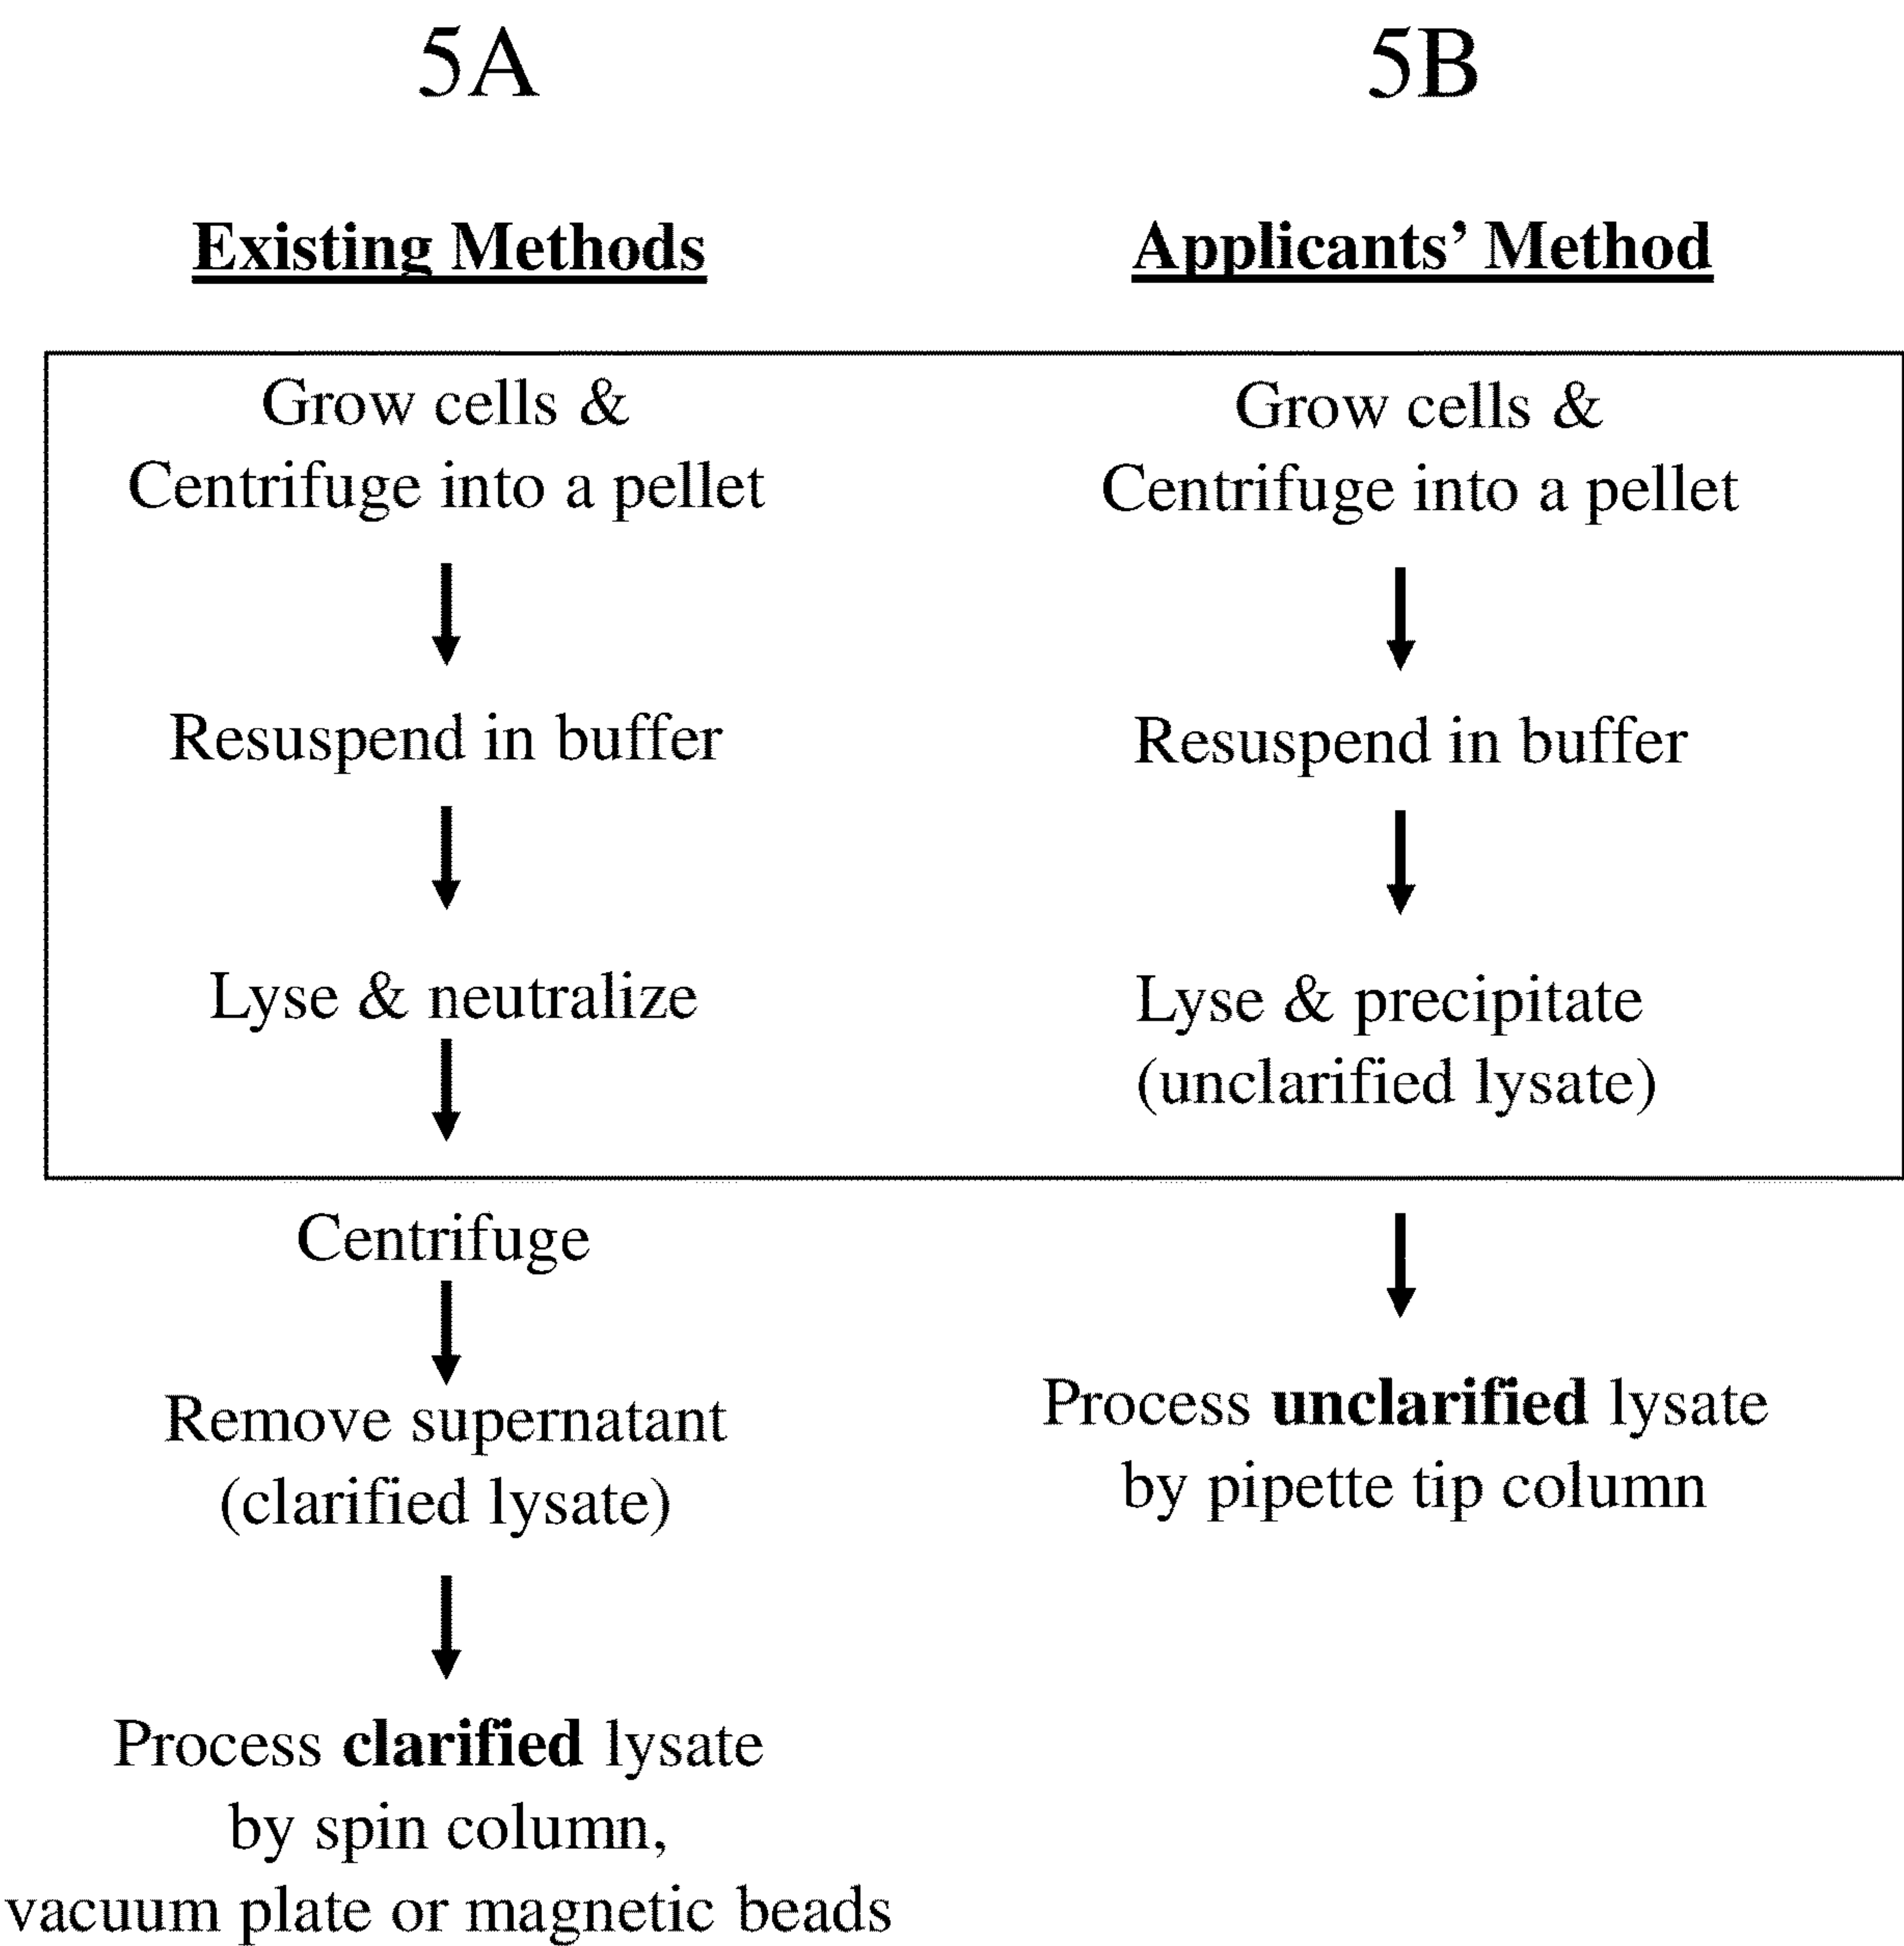 5A
Existing Methods
Grow cells &
Centrifuge into a pellet
Resuspend in buffer
Lyse & neutralize
Centrifuge
Remove supernatant
(clarified lysate)
Process clarified lysate
by spin column,
vacuum plate or magnetic beads
5B
Applicants’ Method
Grow cells &
Centrifuge into a pellet
Resuspend in buffer
Lyse & precipitate
(unclarified lysate)
Process unclarified lysate
by pipette tip column